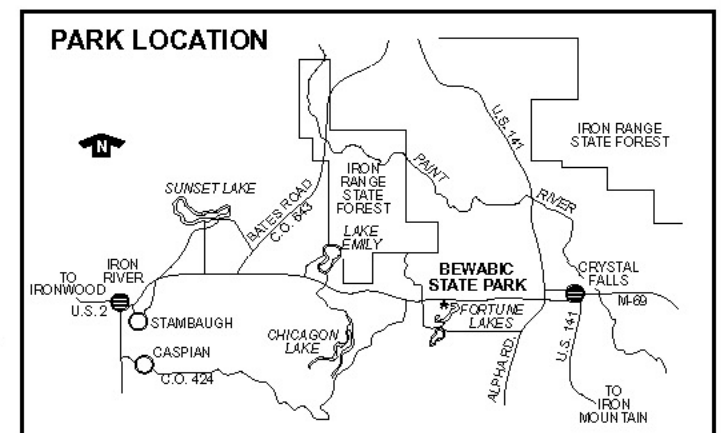 PARK LOCATION
N
U.S. 141
IRON RANGE
STATE FOREST
SUNSET LAKE
BATES ROAD
C.O. 643
IRON
RANGE
STATE
FOREST
PAINT
RIVER
LAKE
EMILY
IRON
RIVER
TO
IRONWOOD
U.S. 2
STAMBAUGH
CASPIAN
C.O. 424
CHICAGON
LAKE
BEWABIC
STATE PARK
*
FORTUNE
LAKES
CRYSTAL
FALLS
M-69
ALPHA RD.
U.S. 141
TO
IRON
MOUNTAIN